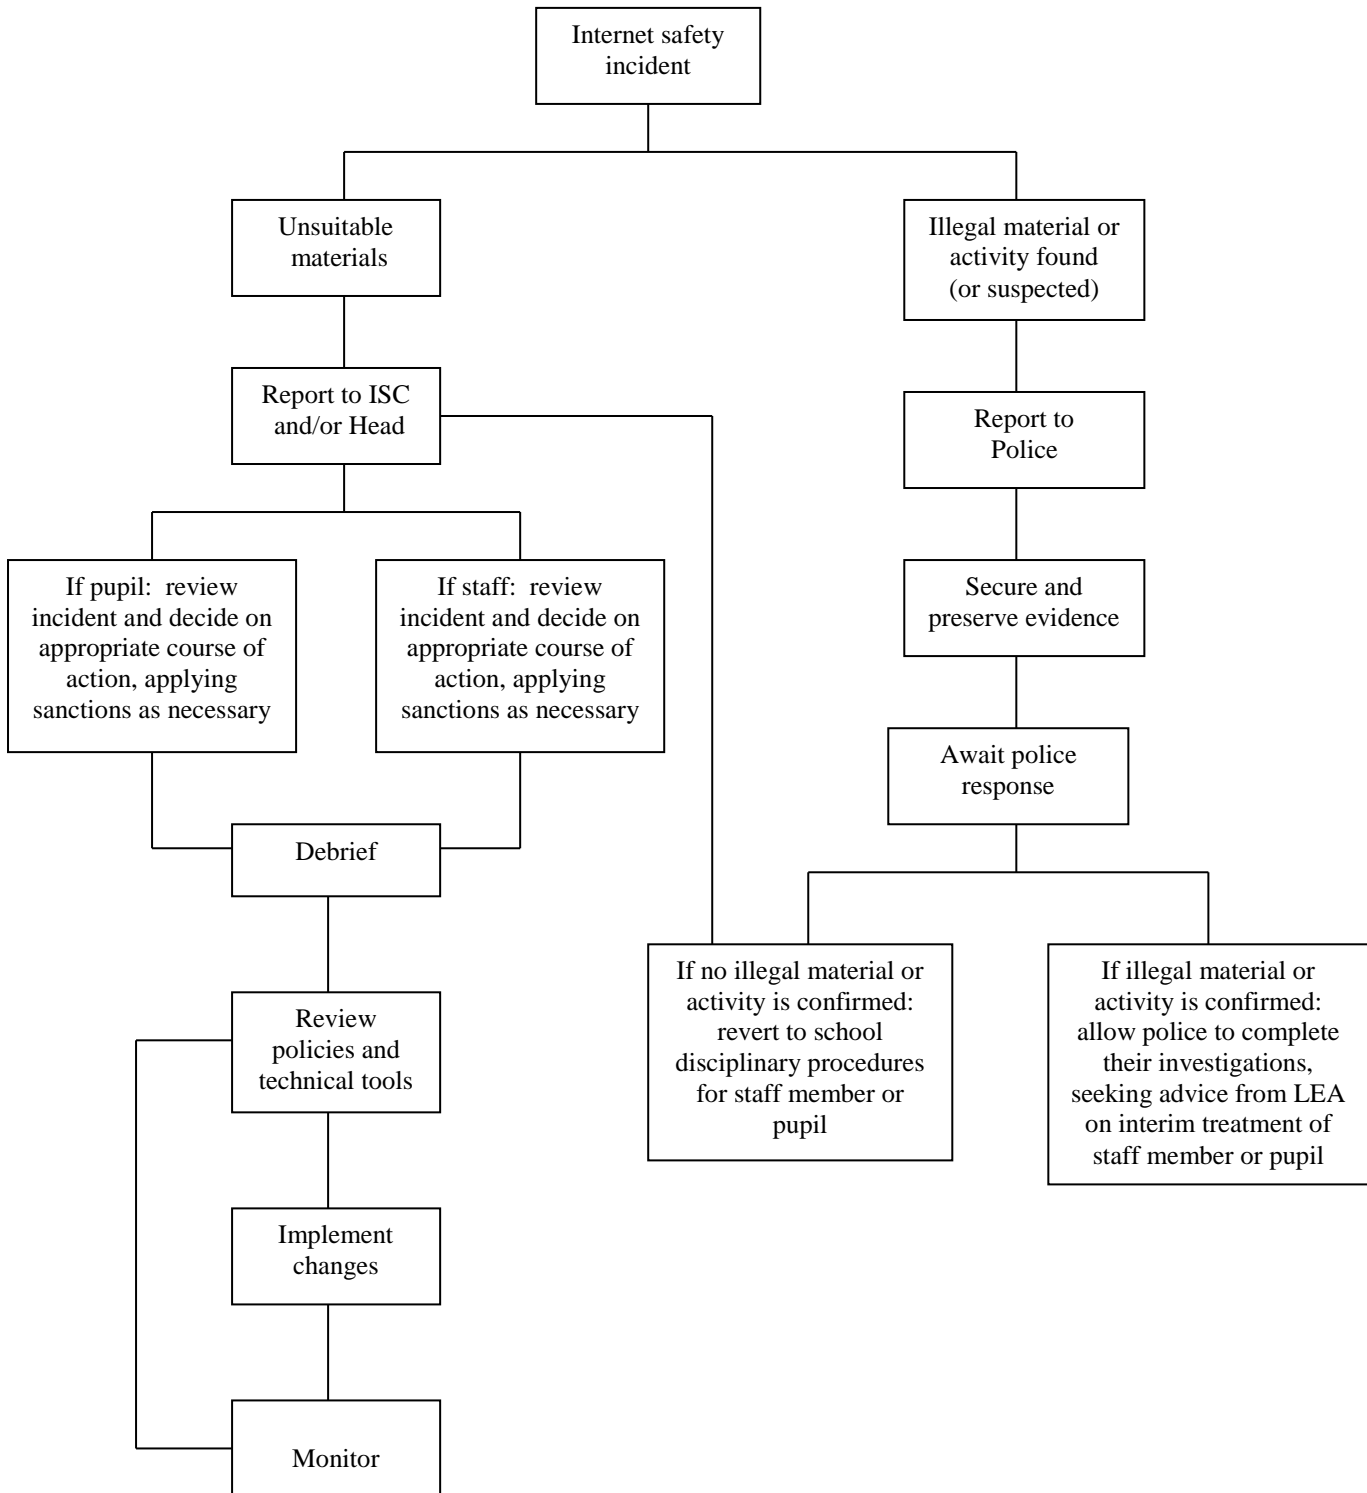 Internet safety
incident
Unsuitable
materials
Illegal material or
activity found
(or suspected)
Report to ISC
and/or Head
Report to
Police
If pupil: review
incident and decide on
appropriate course of
action, applying
sanctions as necessary
If staff: review
incident and decide on
appropriate course of
action, applying
sanctions as necessary
Secure and
preserve evidence
Await police
response
Debrief
If no illegal material or
activity is confirmed:
revert to school
disciplinary procedures
for staff member or
pupil
If illegal material or
activity is confirmed:
allow police to complete
their investigations,
seeking advice from LEA
on interim treatment of
staff member or pupil
Review
policies and
technical tools
Implement
changes
Monitor